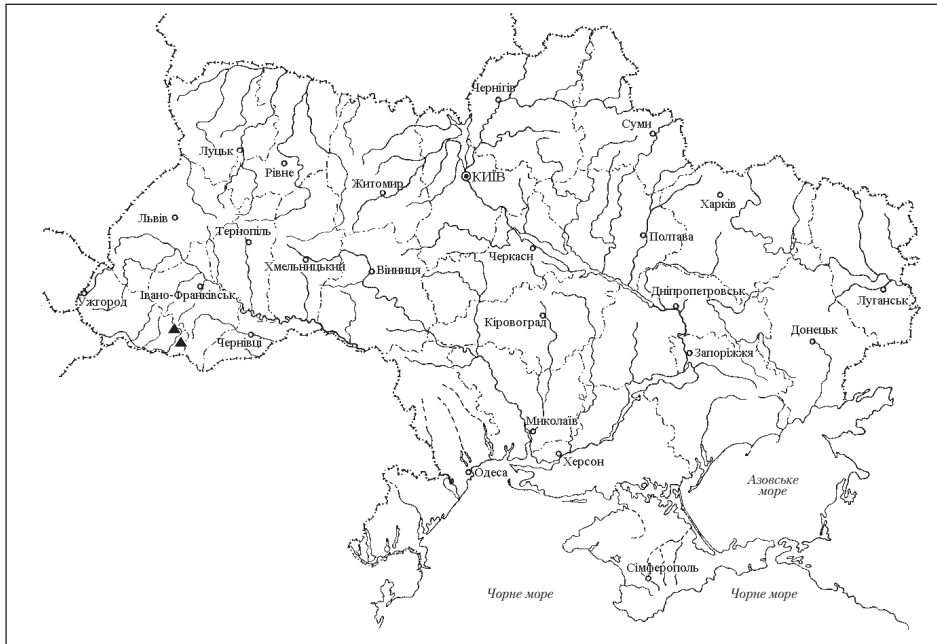 Чернігів
Суми
Луцьк
Рівне
КИЇВ
Житомир
Харків
Львів
Тернопіль
Полтава
Хмельницький
Черкаси
Вінниця
Ужгород
Івано-Франківськ
Дніпропетровськ
Луганськ
Кіровоград
Донецьк
Чернівці
Запоріжжя
Миколаїв
Херсон
Одеса
Азовське
море
Сімферополь
Чорне море
Чорне море